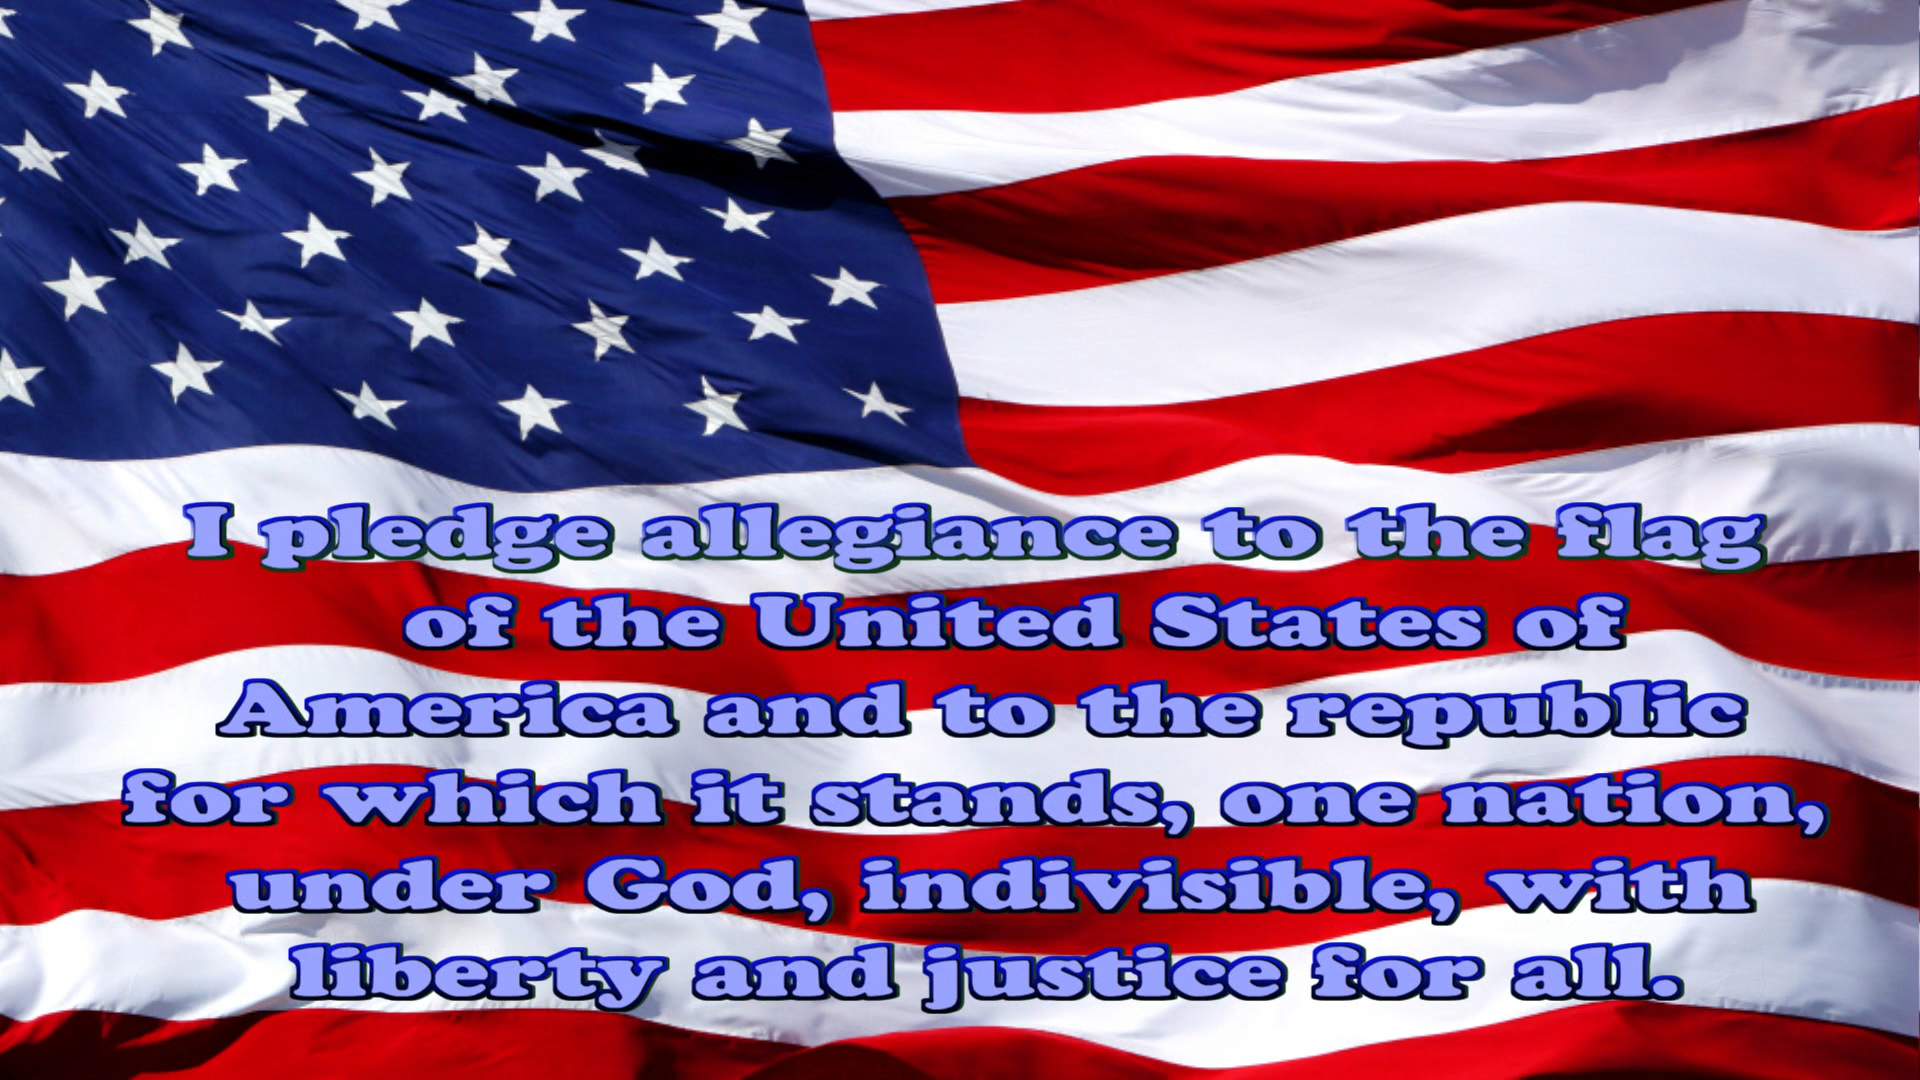 I pledge allegiance to the flag
of the United States of
America and to the republic
for which it stands, one nation,
under God, indivisible, with
liberty and justice for all.